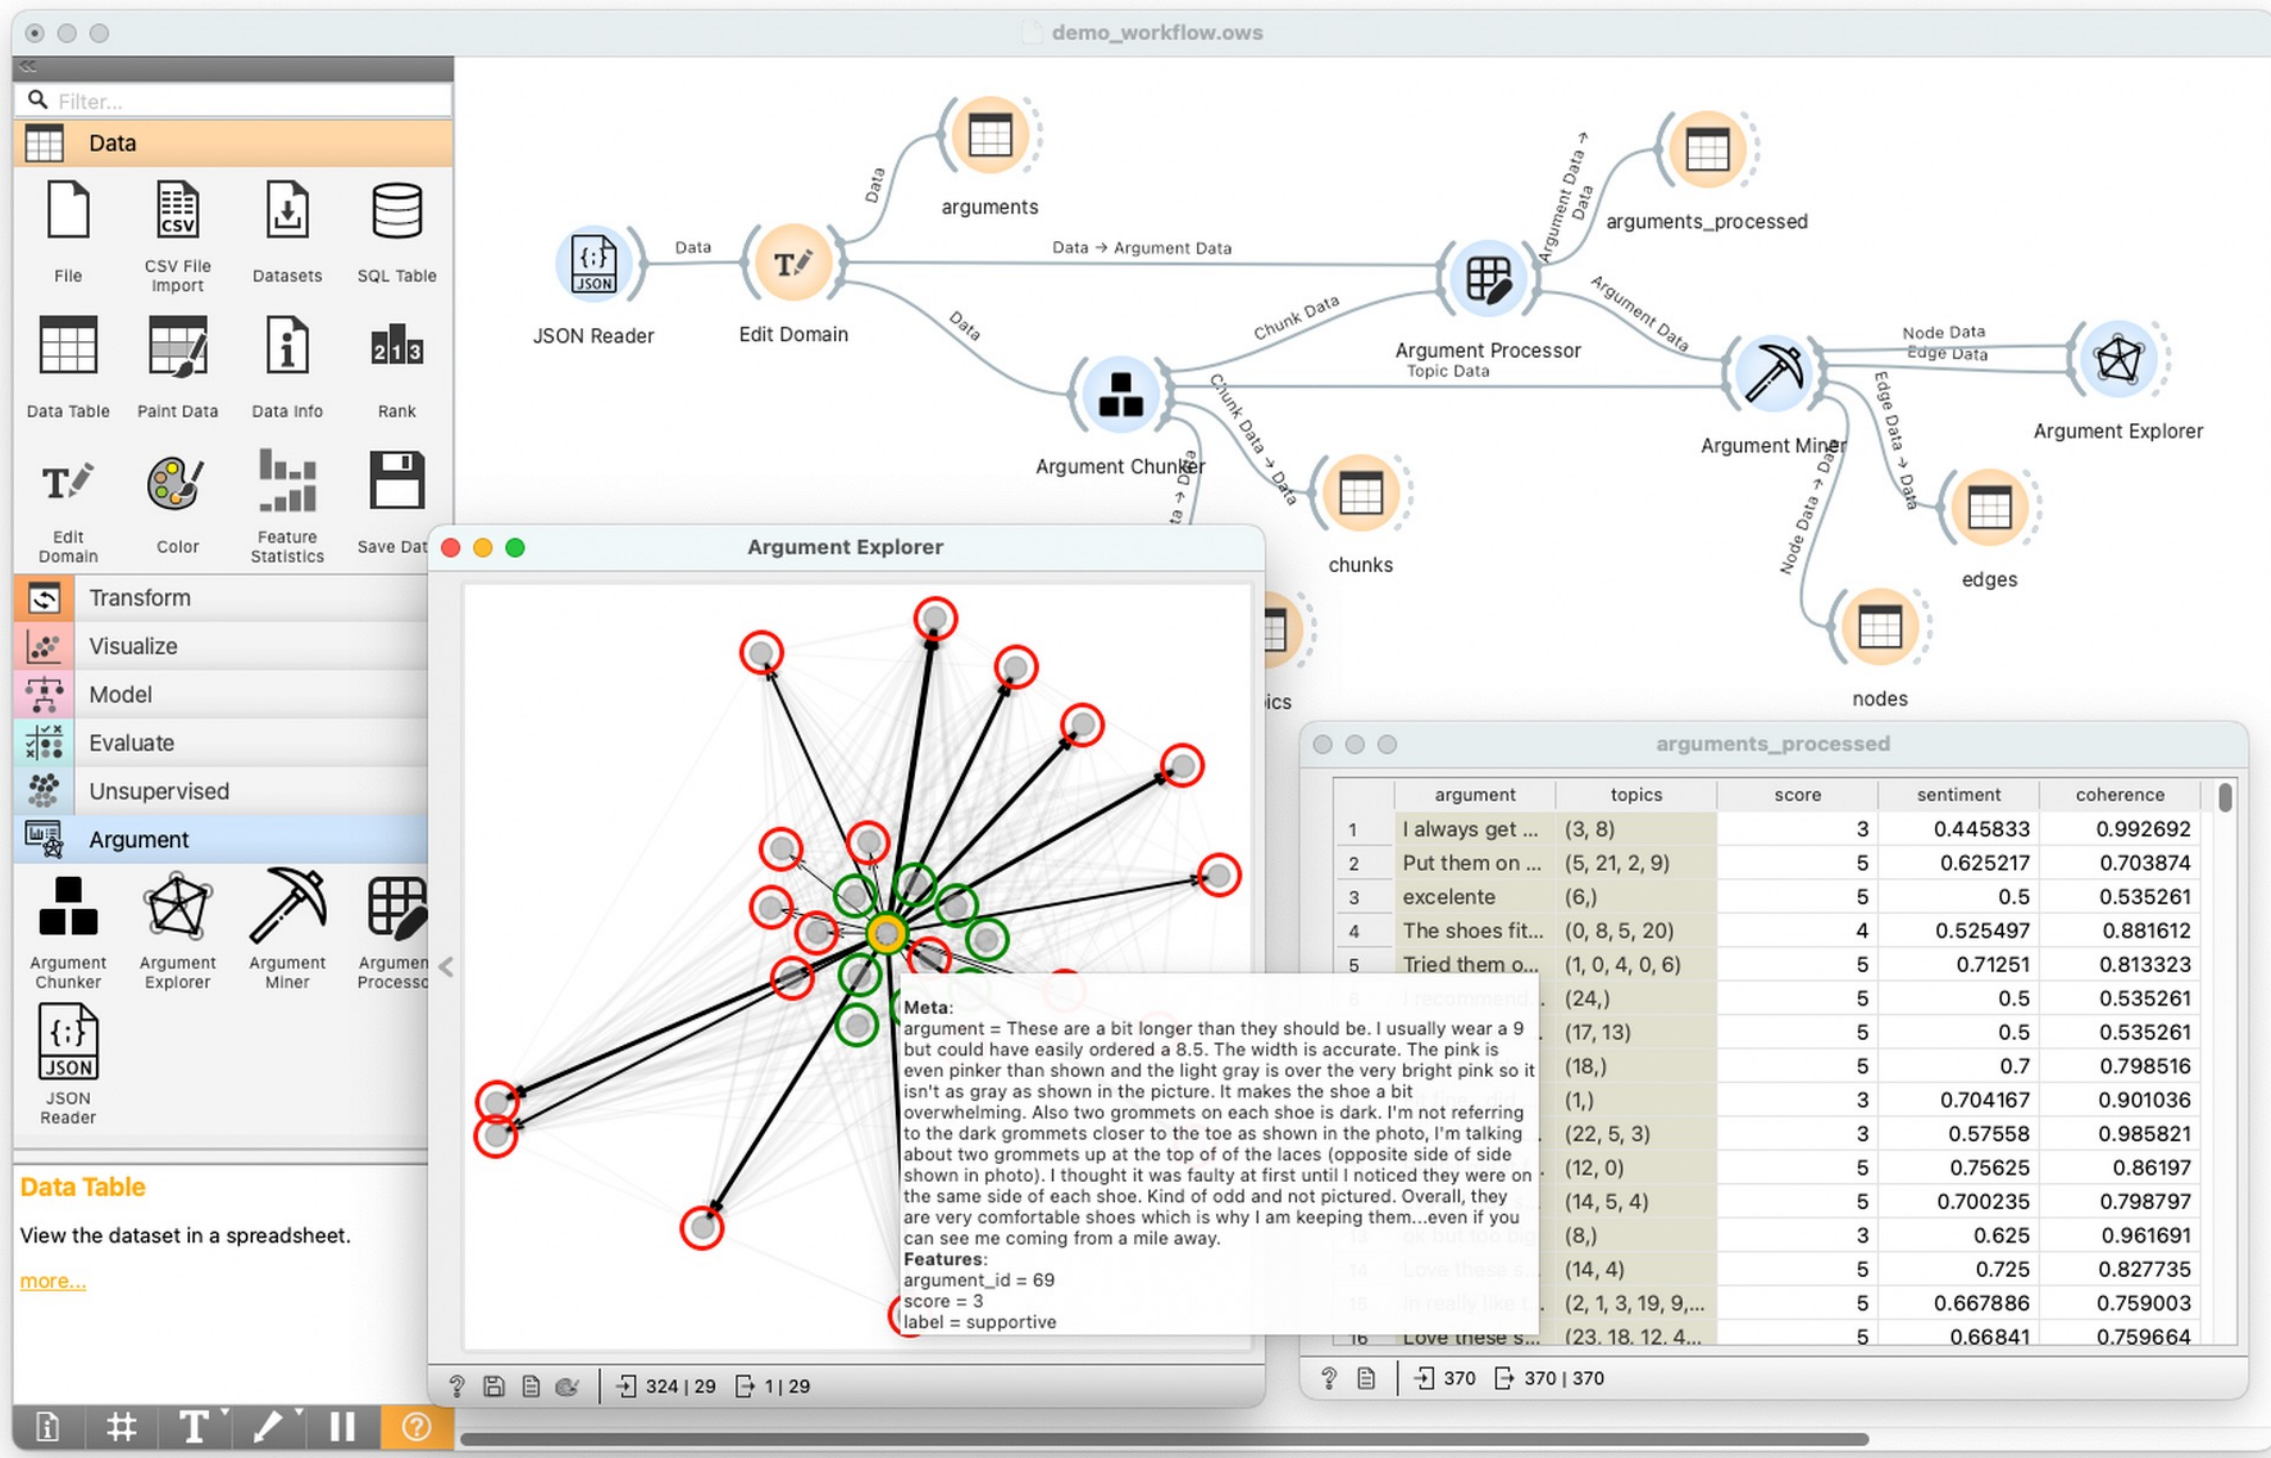 demo_workflow.ows
Filter...
Data
File
CSV File
Import
Datasets
SQL Table
Data Table
Paint Data
Data Info
Rank
Edit
Domain
Color
Feature
Statistics
Save Dat
Transform
Visualize
Model
Evaluate
Unsupervised
Argument
Argument
Chunker
Argument
Explorer
Argument
Miner
Argumen
Processo
JSON
Reader
Data Table
View the dataset in a spreadsheet.
more...
JSON
JSON Reader
Data
Edit Domain
Data
arguments
Data → Argument Data
Data
Argument Chunker
Chunk Data
Topic Data
Chunk Data → Data
ta → Data
chunks
ics
Argument Processor
Argument Data →
Data
arguments_processed
Argument Data
Argument Miner
Node Data
Edge Data
Argument Explorer
Edge Data → Data
edges
Node Data → Data
nodes
Argument Explorer
Meta:
argument = These are a bit longer than they should be. I usually wear a 9
but could have easily ordered a 8.5. The width is accurate. The pink is
even pinker than shown and the light gray is over the very bright pink so it
isn't as gray as shown in the picture. It makes the shoe a bit
overwhelming. Also two grommets on each shoe is dark. I'm not referring
to the dark grommets closer to the toe as shown in the photo, I'm talking
about two grommets up at the top of of the laces (opposite side of side
shown in photo). I thought it was faulty at first until I noticed they were on
the same side of each shoe. Kind of odd and not pictured. Overall, they
are very comfortable shoes which is why I am keeping them...even if you
can see me coming from a mile away.
Features:
argument_id = 69
score = 3
label = supportive
324 | 29
1 | 29
arguments_processed
argument topics score sentiment coherence
1 I always get ... (3, 8) 3 0.445833 0.992692
2 Put them on ... (5, 21, 2, 9) 5 0.625217 0.703874
3 excelente (6,) 5 0.5 0.535261
4 The shoes fit... (0, 8, 5, 20) 4 0.525497 0.881612
5 Tried them o... (1, 0, 4, 0, 6) 5 0.71251 0.813323
6 I recommend... (24,) 5 0.5 0.535261
(17, 13) 5 0.5 0.535261
(18,) 5 0.7 0.798516
(1,) 3 0.704167 0.901036
(22, 5, 3) 3 0.57558 0.985821
(12, 0) 5 0.75625 0.86197
(14, 5, 4) 5 0.700235 0.798797
13 ok but too big (8,) 3 0.625 0.961691
14 Love these s... (14, 4) 5 0.725 0.827735
15 In really like t... (2, 1, 3, 19, 9,... 5 0.667886 0.759003
16 Love these s... (23, 18, 12, 4... 5 0.66841 0.759664
370
370 | 370